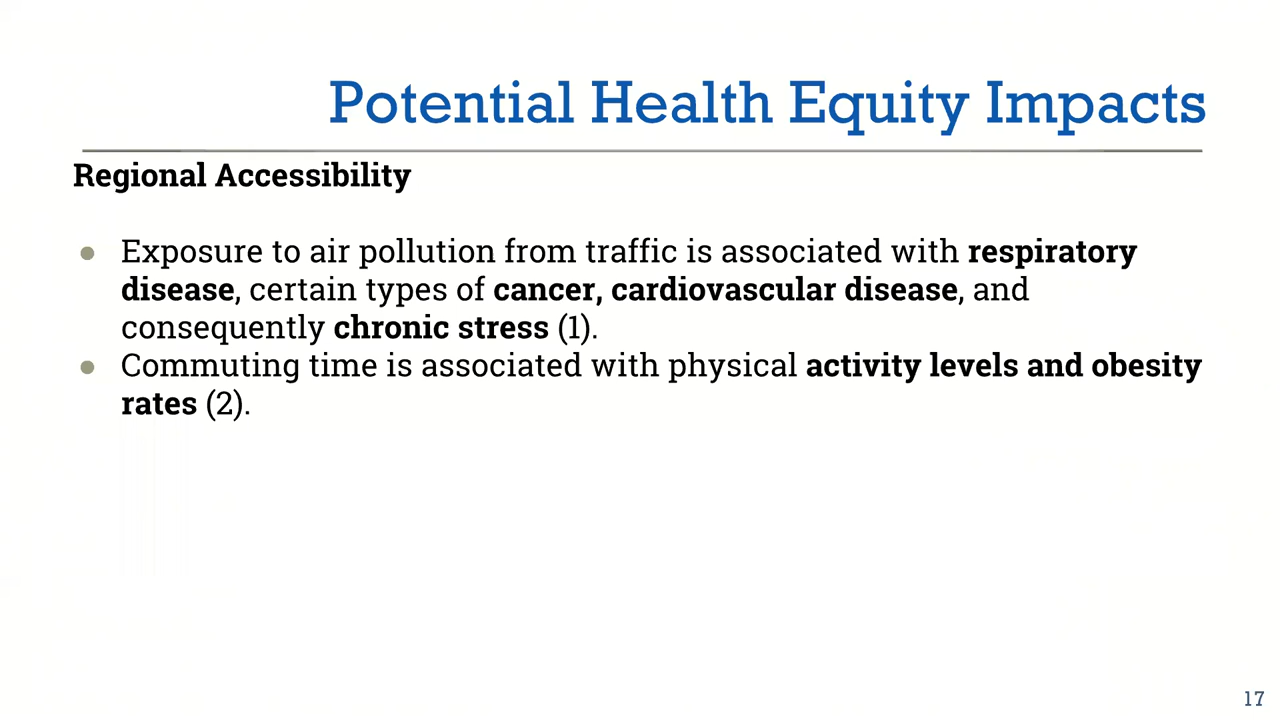 Potential Health Equity Impacts
Regional Accessibility
● Exposure to air pollution from traffic is associated with respiratory
disease, certain types of cancer, cardiovascular disease, and
consequently chronic stress (1).
● Commuting time is associated with physical activity levels and obesity
rates (2).
17